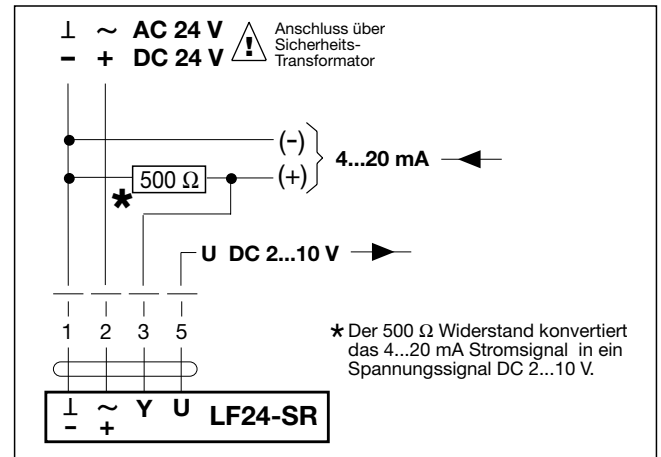 ⊥ ~ AC 24 V
– + DC 24 V
!
Anschluss über
Sicherheits-
Transformator
(–)
4...20 mA
500 Ω (+)
*
U DC 2...10 V
1 2 3 5
* Der 500 Ω Widerstand konvertiert
das 4...20 mA Stromsignal in ein
Spannungssignal DC 2...10 V.
⊥ ~ Y U LF24-SR
– +